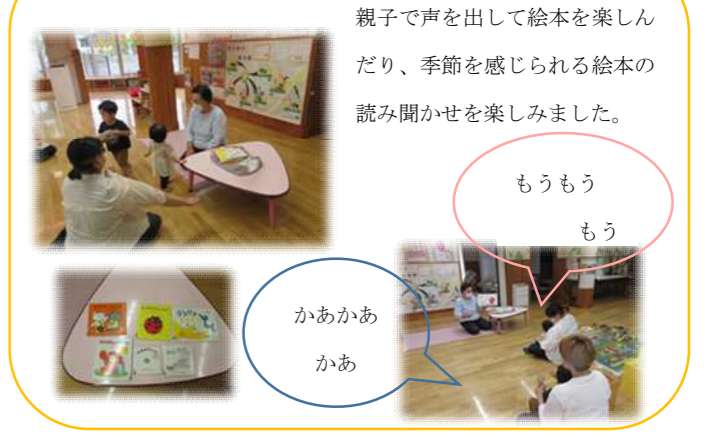 親子で声を出して絵本を楽しん
だり、季節を感じられる絵本の
読み聞かせを楽しみました。
もうもう
もう
かあかあ
かあ